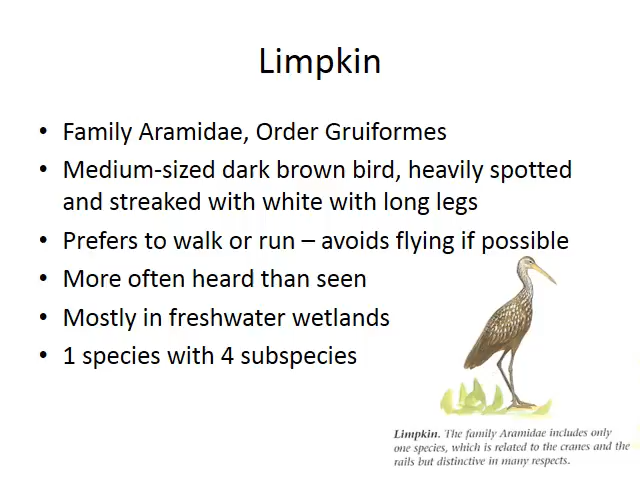 Limpkin
• Family Aramidae, Order Gruiformes
• Medium-sized dark brown bird, heavily spotted
and streaked with white with long legs
• Prefers to walk or run – avoids flying if possible
• More often heard than seen
• Mostly in freshwater wetlands
• 1 species with 4 subspecies
Limpkin. The family Aramidae includes only
one species, which is related to the cranes and the
rails but distinctive in many respects.